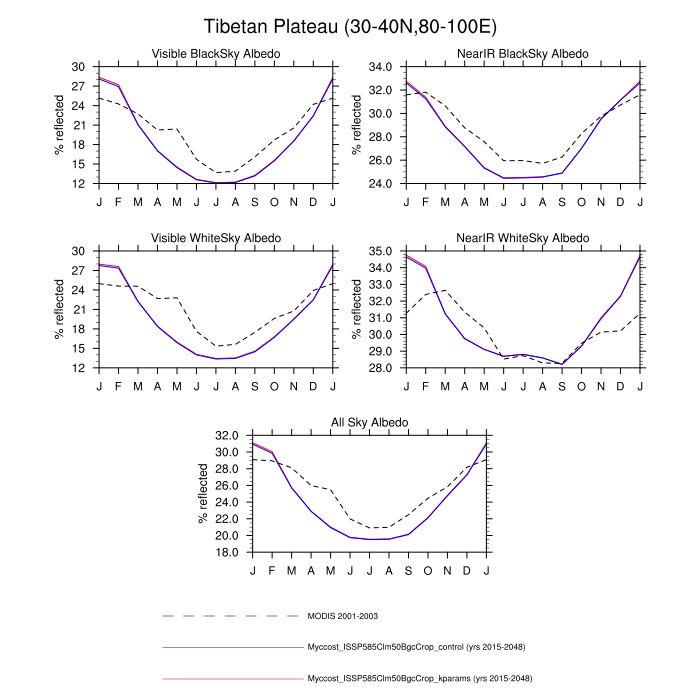 Tibetan Plateau (30-40N,80-100E)
Visible BlackSky Albedo
% reflected
30
27
24
21
18
15
12
J F M A M J J A S O N D J
NearIR BlackSky Albedo
% reflected
34.0
32.0
30.0
28.0
26.0
24.0
J F M A M J J A S O N D J
Visible WhiteSky Albedo
% reflected
30
27
24
21
18
15
12
J F M A M J J A S O N D J
NearIR WhiteSky Albedo
% reflected
35.0
34.0
33.0
32.0
31.0
30.0
29.0
28.0
J F M A M J J A S O N D J
All Sky Albedo
% reflected
32.0
30.0
28.0
26.0
24.0
22.0
20.0
18.0
J F M A M J J A S O N D J
MODIS 2001-2003
Myccost_ISSP585Clm50BgcCrop_control (yrs 2015-2048)
Myccost_ISSP585Clm50BgcCrop_kparams (yrs 2015-2048)